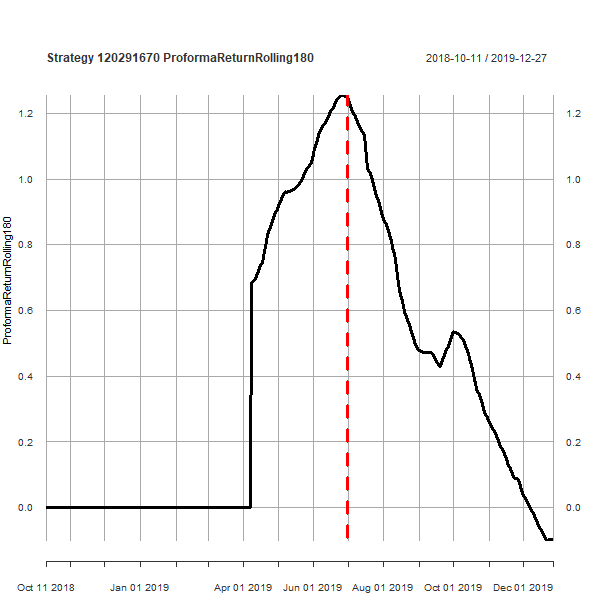 Strategy 120291670 ProformaReturnRolling180 2018-10-11 / 2019-12-27
1.2 1.2
1.0 1.0
0.8 0.8
0.6 0.6
0.4 0.4
0.2 0.2
0.0 0.0
ProformaReturnRolling180
Oct 11 2018 Jan 01 2019 Apr 01 2019 Jun 01 2019 Aug 01 2019 Oct 01 2019 Dec 01 2019